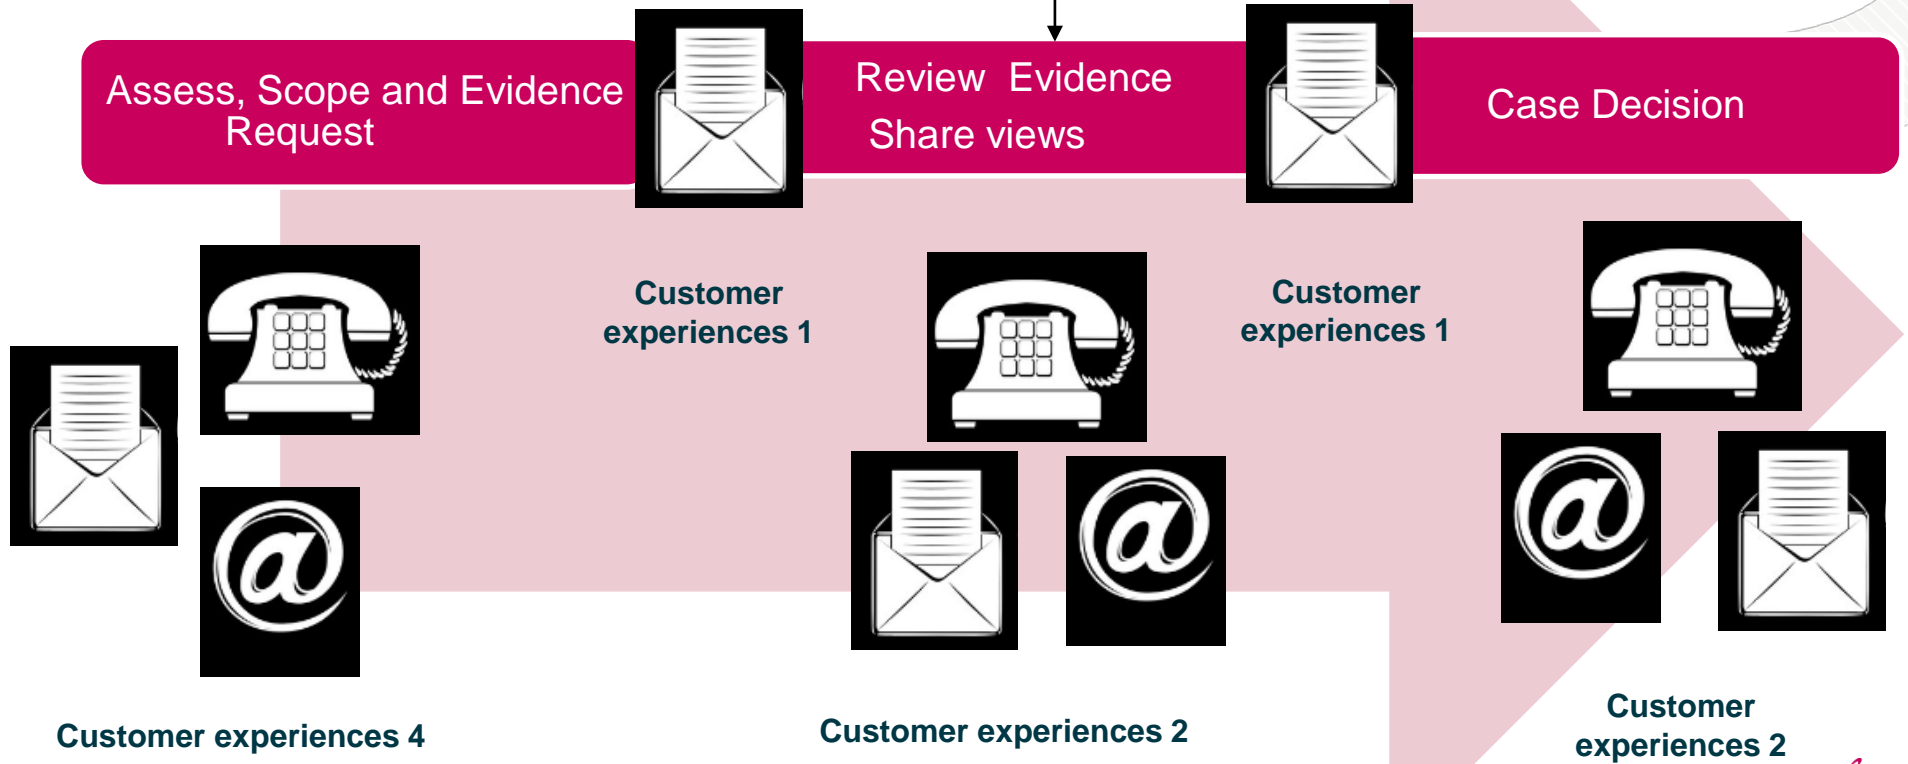 Assess, Scope and Evidence
Request
Review Evidence
Share views
Case Decision
Customer
experiences 1
Customer
experiences 1
Customer experiences 4
Customer experiences 2
Customer
experiences 2